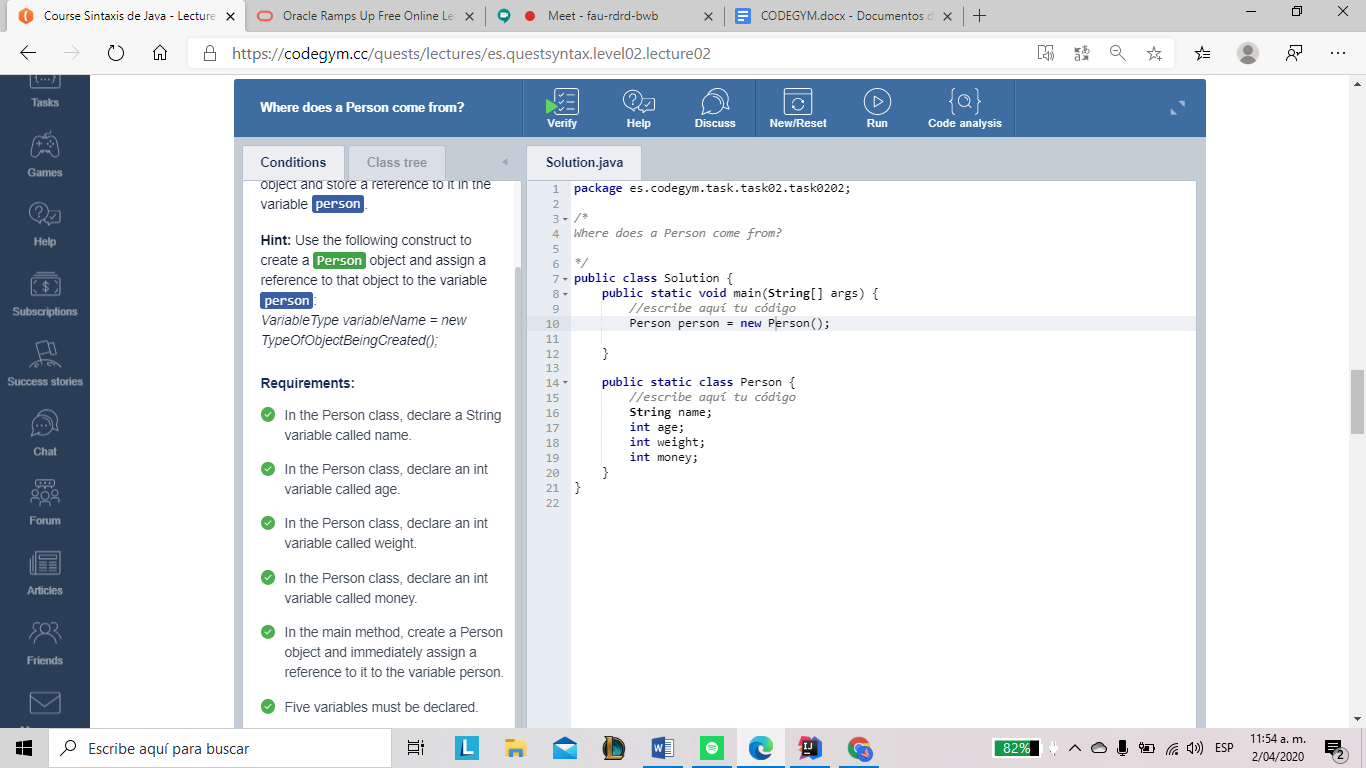 Course Sintaxis de Java - Lecture
Oracle Ramps Up Free Online Le
Meet - fau-rdrd-bwb
CODEGYM.docx - Documentos d
https://codegym.cc/quests/lectures/es.questsyntax.level02.lecture02
Tasks
Games
Help
Subscriptions
Success stories
Chat
Forum
Articles
Friends
Where does a Person come from?
Verify
Help
Discuss
New/Reset
Run
Code analysis
Conditions
Class tree
Solution.java
object and store a reference to it in the
variable person.
Hint: Use the following construct to
create a Person object and assign a
reference to that object to the variable
person:
VariableType variableName = new
TypeOfObjectBeingCreated();
Requirements:
In the Person class, declare a String
variable called name.
In the Person class, declare an int
variable called age.
In the Person class, declare an int
variable called weight.
In the Person class, declare an int
variable called money.
In the main method, create a Person
object and immediately assign a
reference to it to the variable person.
Five variables must be declared.
1 package es.codegym.task.task02.task0202;
2
3 /*
4 Where does a Person come from?
5
6 */
7 public class Solution {
8 public static void main(String[] args) {
9 //escribe aquí tu código
10 Person person = new Person();
11
12 }
13
14 public static class Person {
15 //escribe aquí tu código
16 String name;
17 int age;
18 int weight;
19 int money;
20 }
21 }
22
Escribe aquí para buscar
82%
ESP
11:54 a. m.
2/04/2020
2